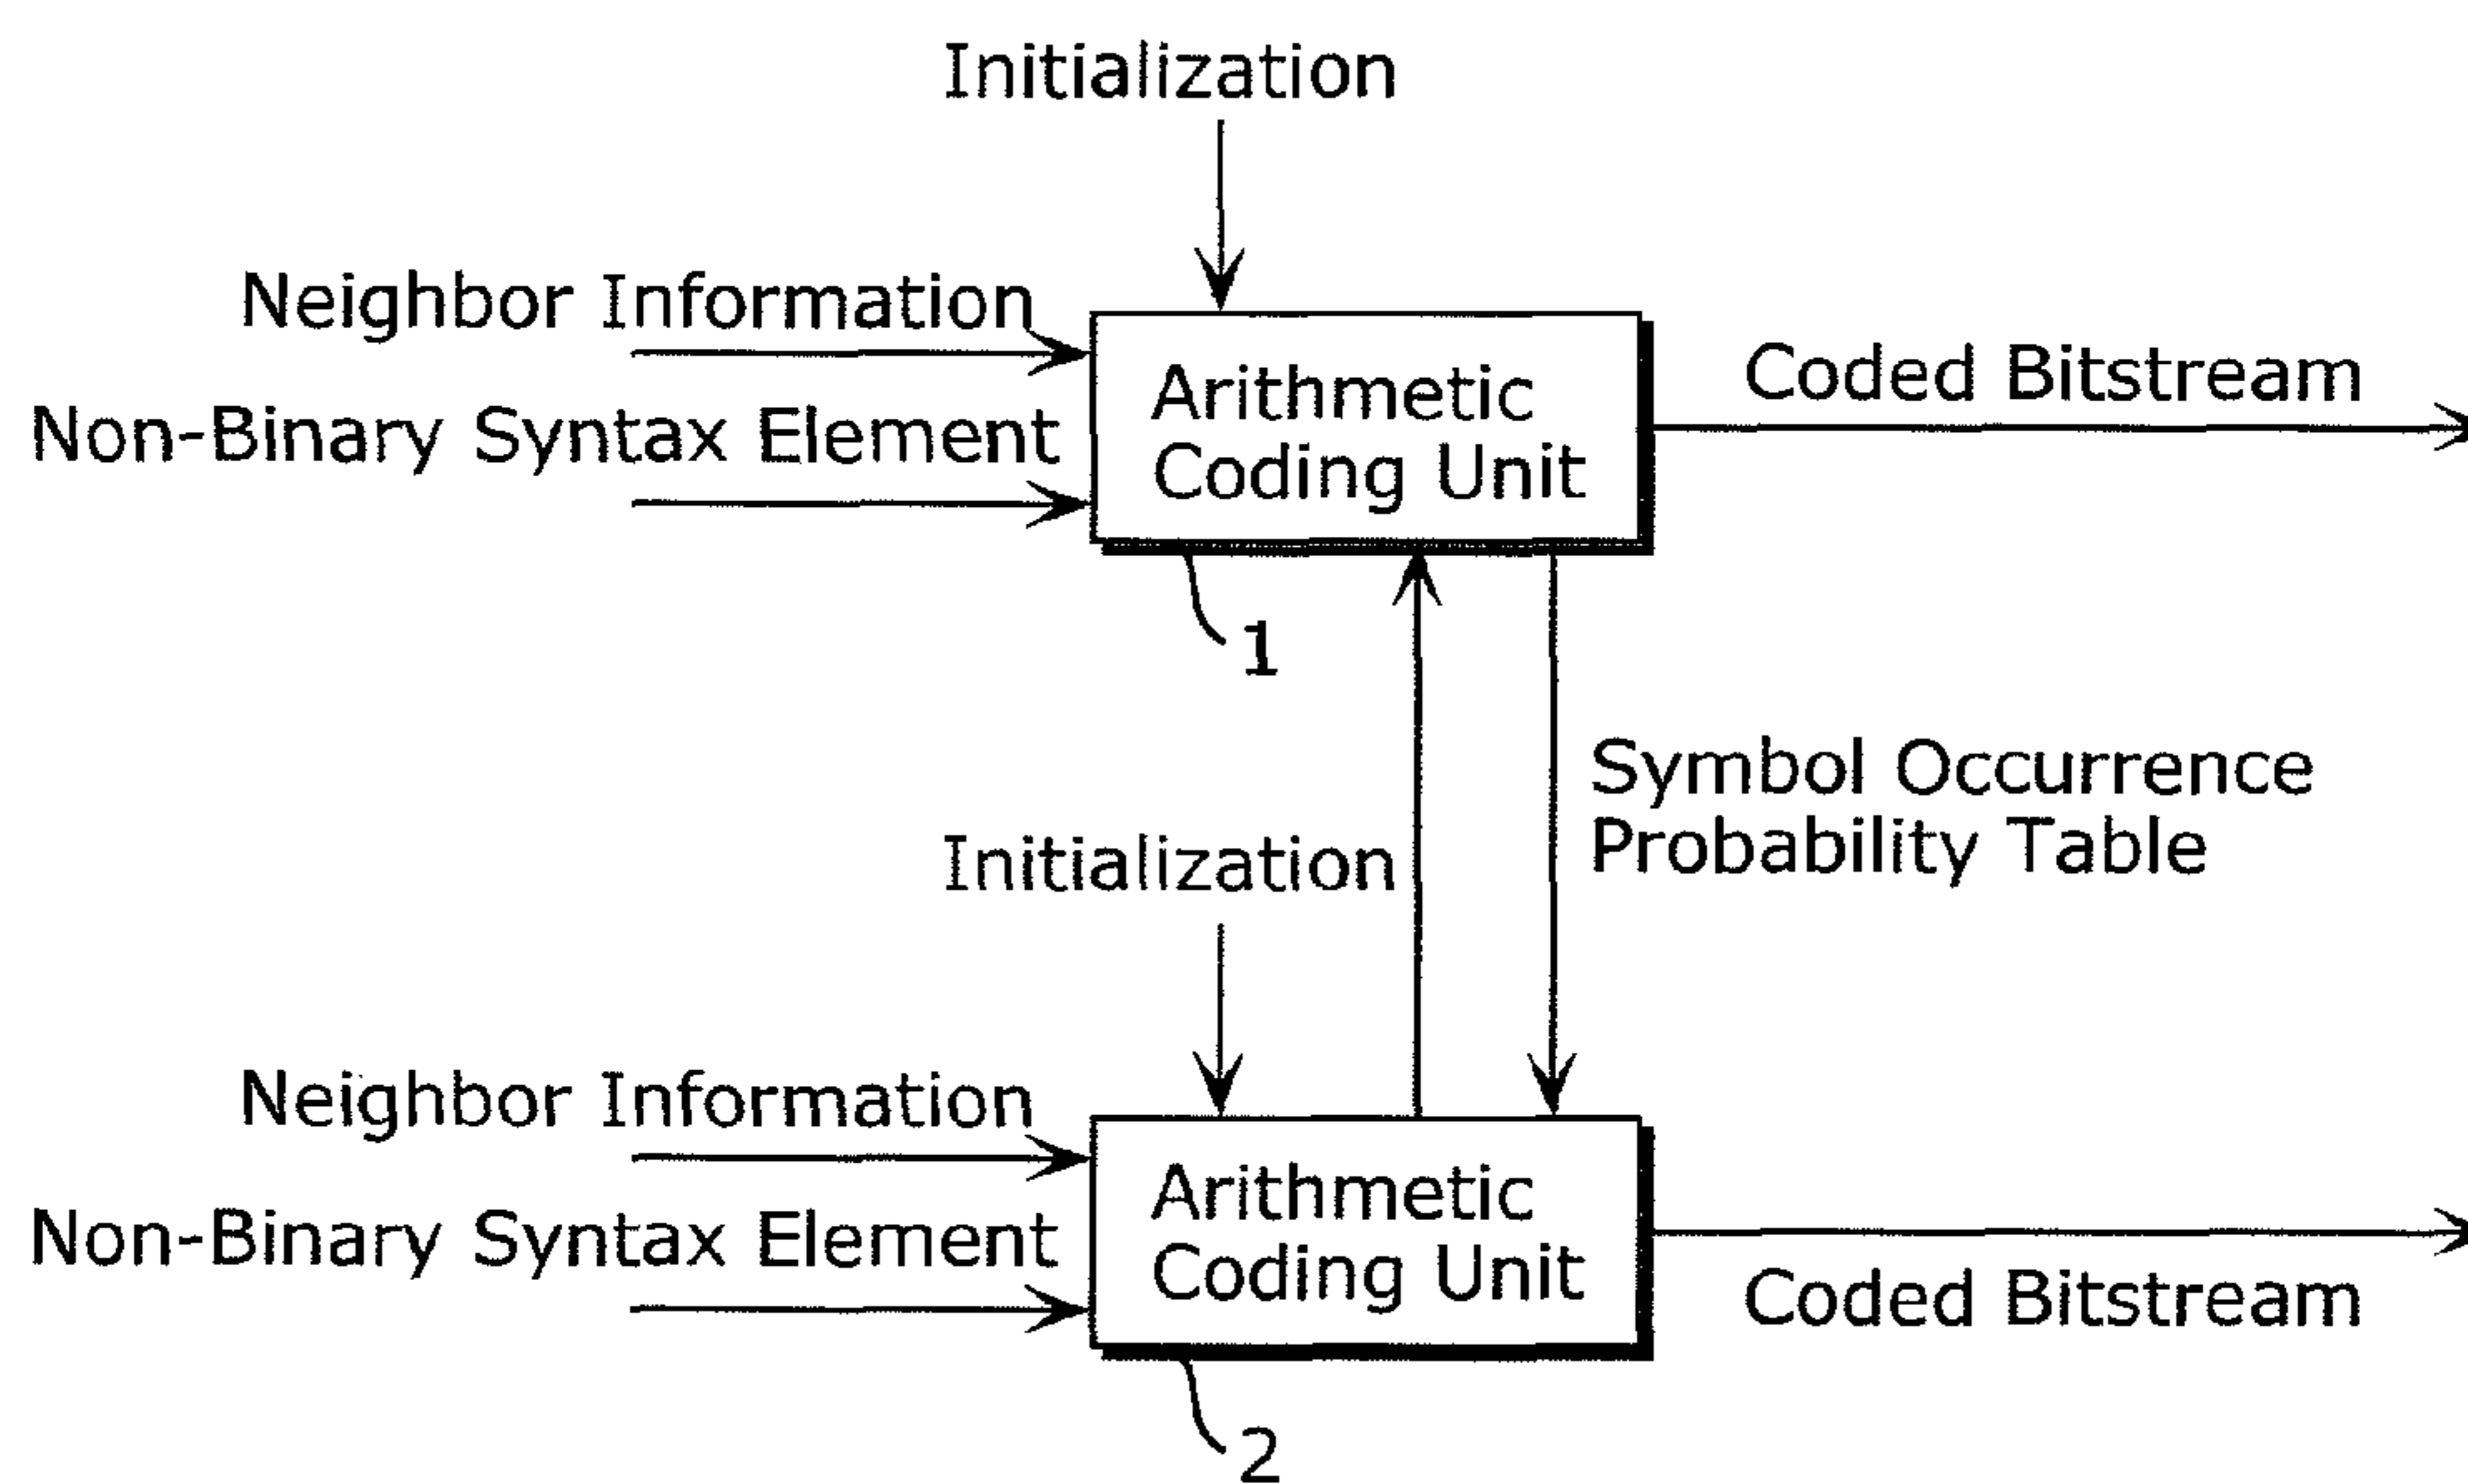 Initialization
Neighbor Information
Non-Binary Syntax Element
Arithmetic
Coding Unit
Coded Bitstream
1
Symbol Occurrence
Probability Table
Initialization
Neighbor Information
Non-Binary Syntax Element
Arithmetic
Coding Unit
Coded Bitstream
2